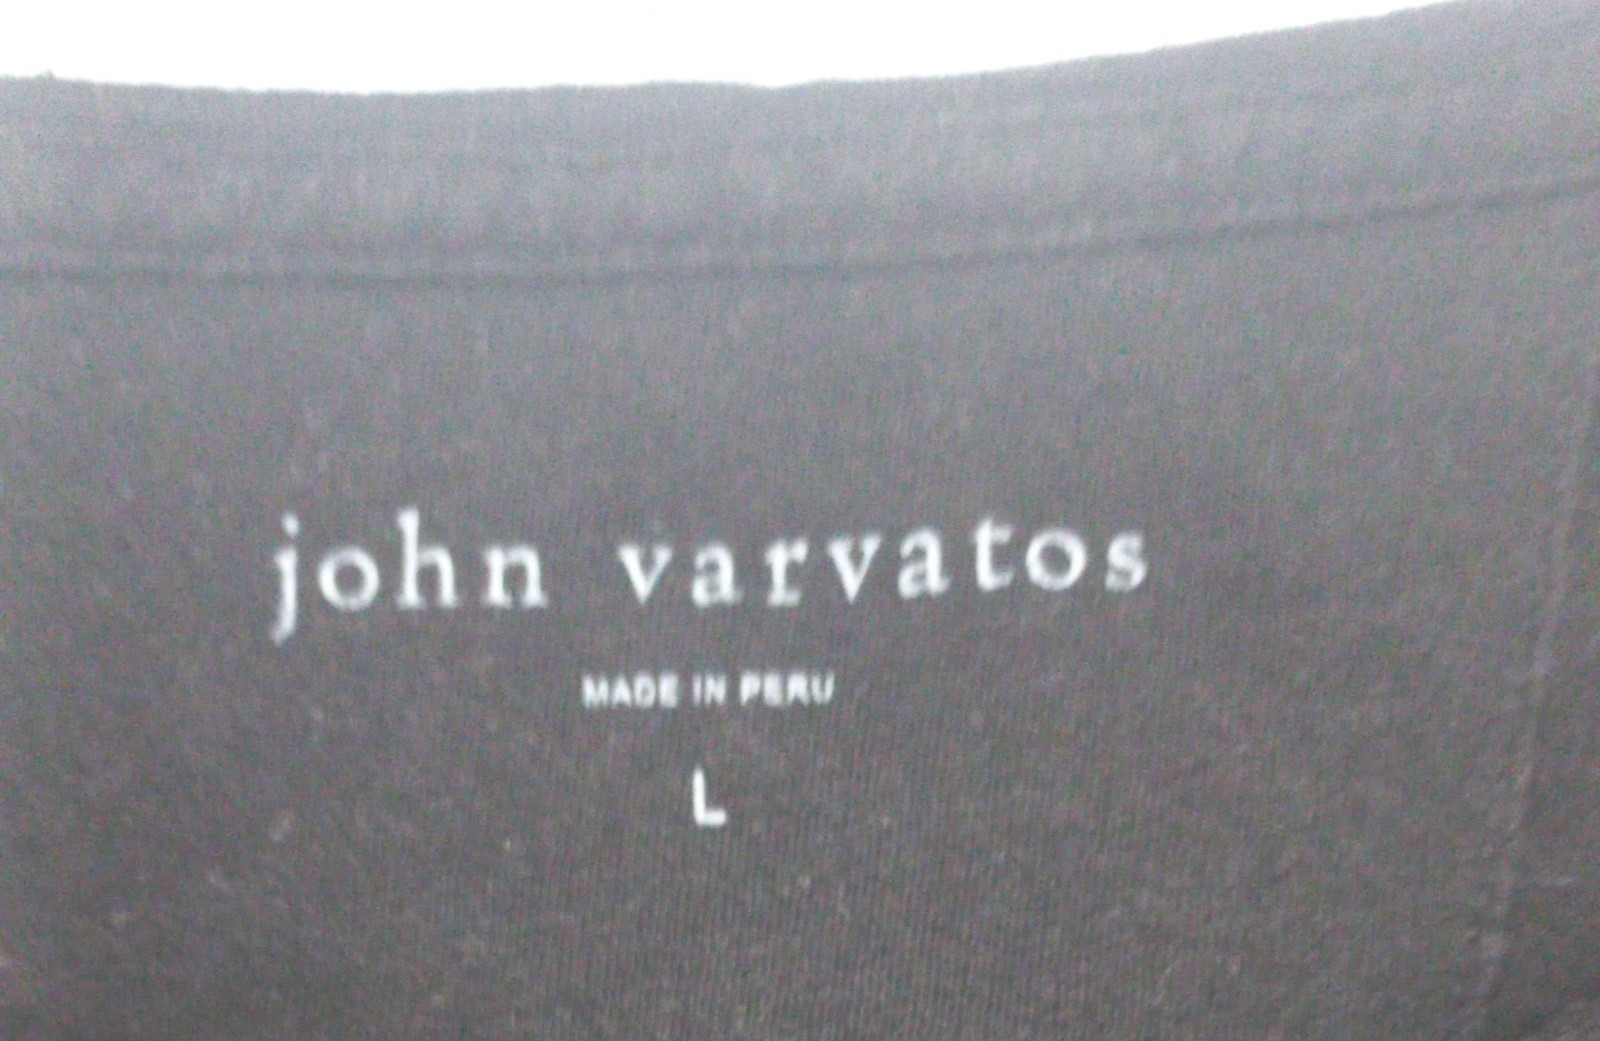 john varvatos
MADE IN PERU
L